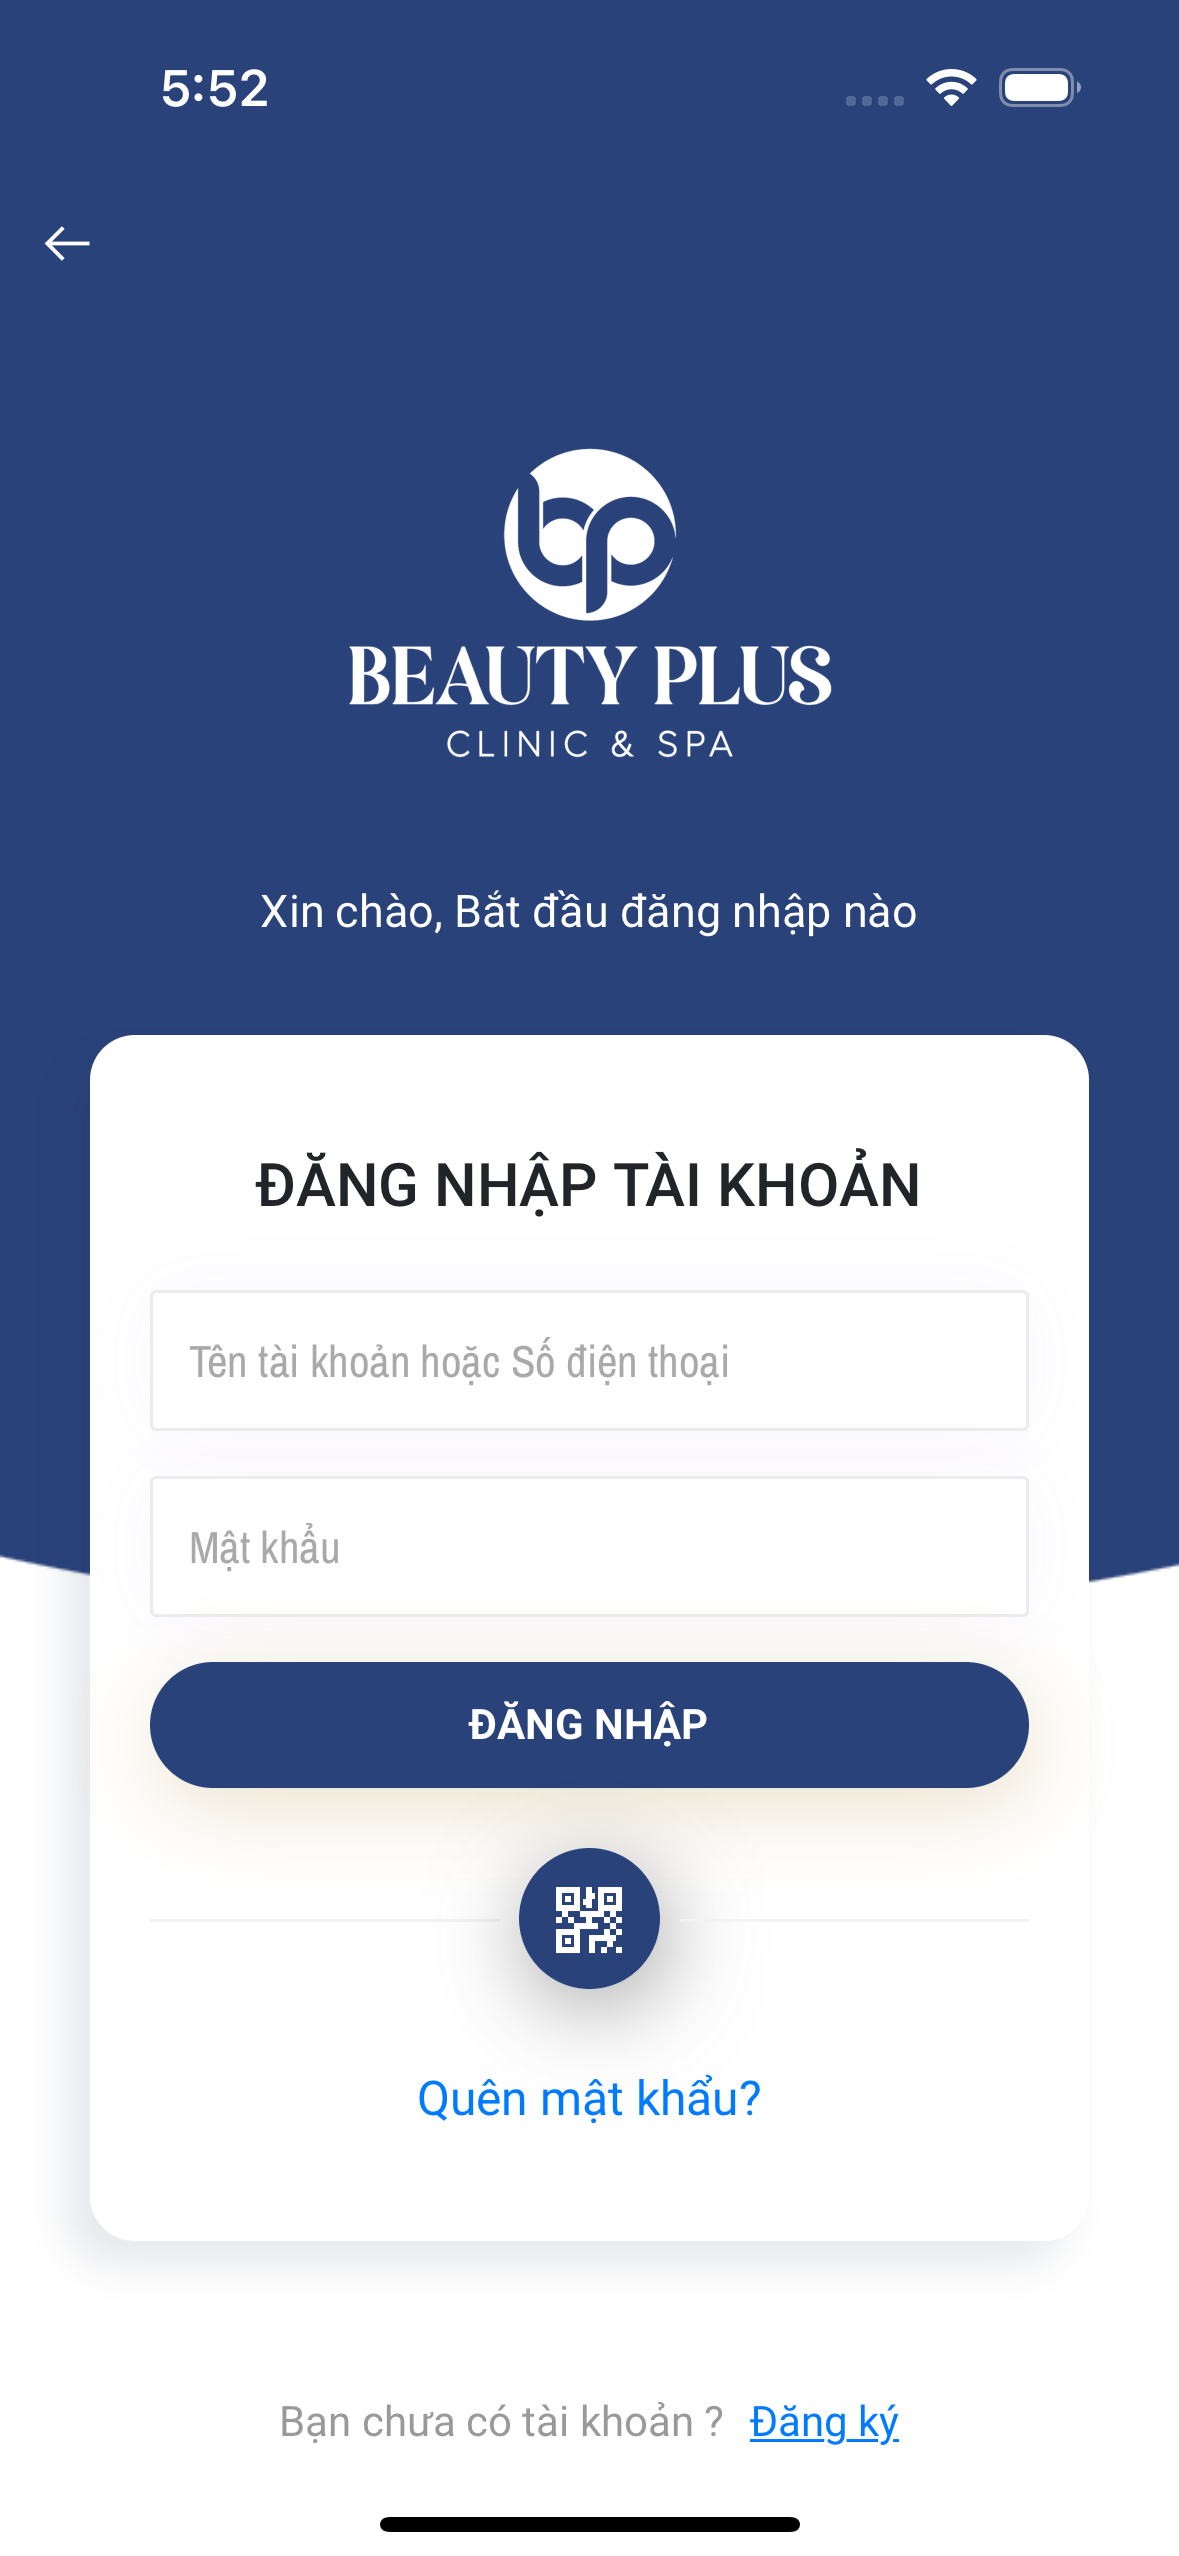 5:52
bp
BEAUTY PLUS
CLINIC & SPA
Xin chào, Bắt đầu đăng nhập nào
ĐĂNG NHẬP TÀI KHOẢN
Tên tài khoản hoặc Số điện thoại
Mật khẩu
ĐĂNG NHẬP
Quên mật khẩu?
Bạn chưa có tài khoản ? Đăng ký